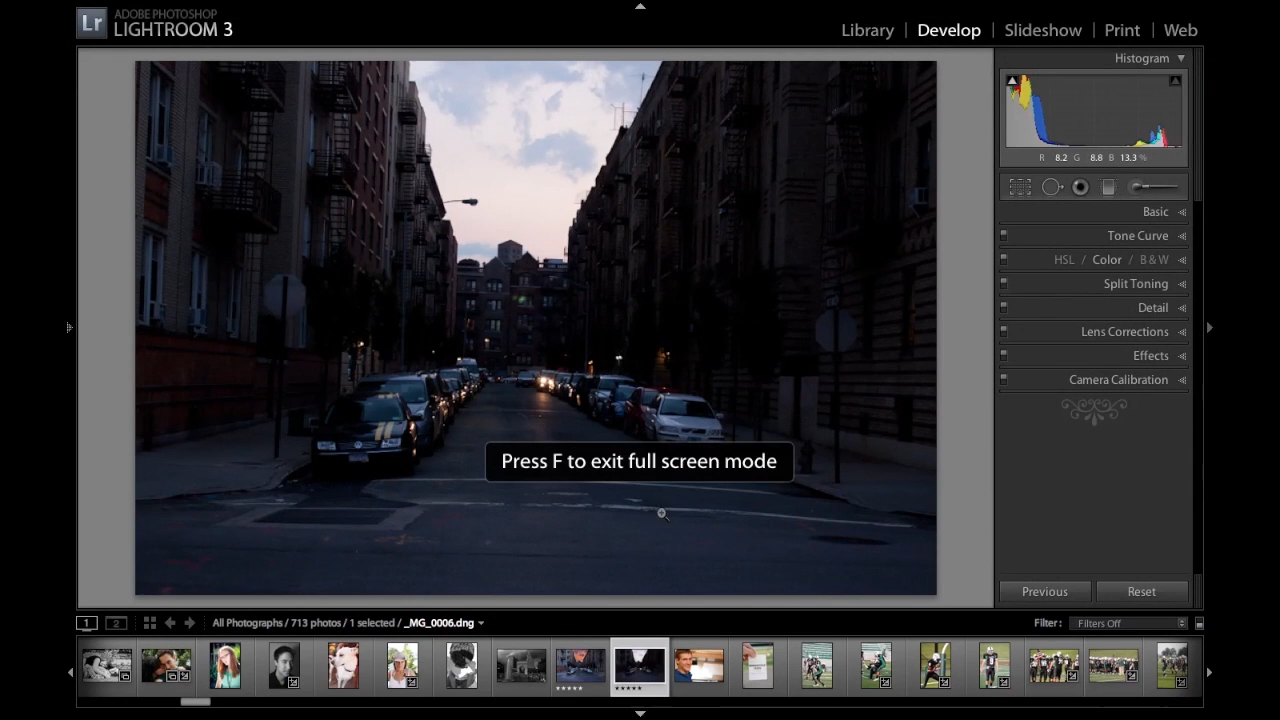 Lr
ADOBE PHOTOSHOP
LIGHTROOM 3
Library | Develop | Slideshow | Print | Web
Histogram
R 8.2 G 8.8 B 13.3 %
Basic
Tone Curve
HSL / Color / B & W
Split Toning
Detail
Lens Corrections
Effects
Camera Calibration
Press F to exit full screen mode
Previous
Reset
1 2
All Photographs / 713 photos / 1 selected / _MG_0006.dng
Filter :
Filters Off